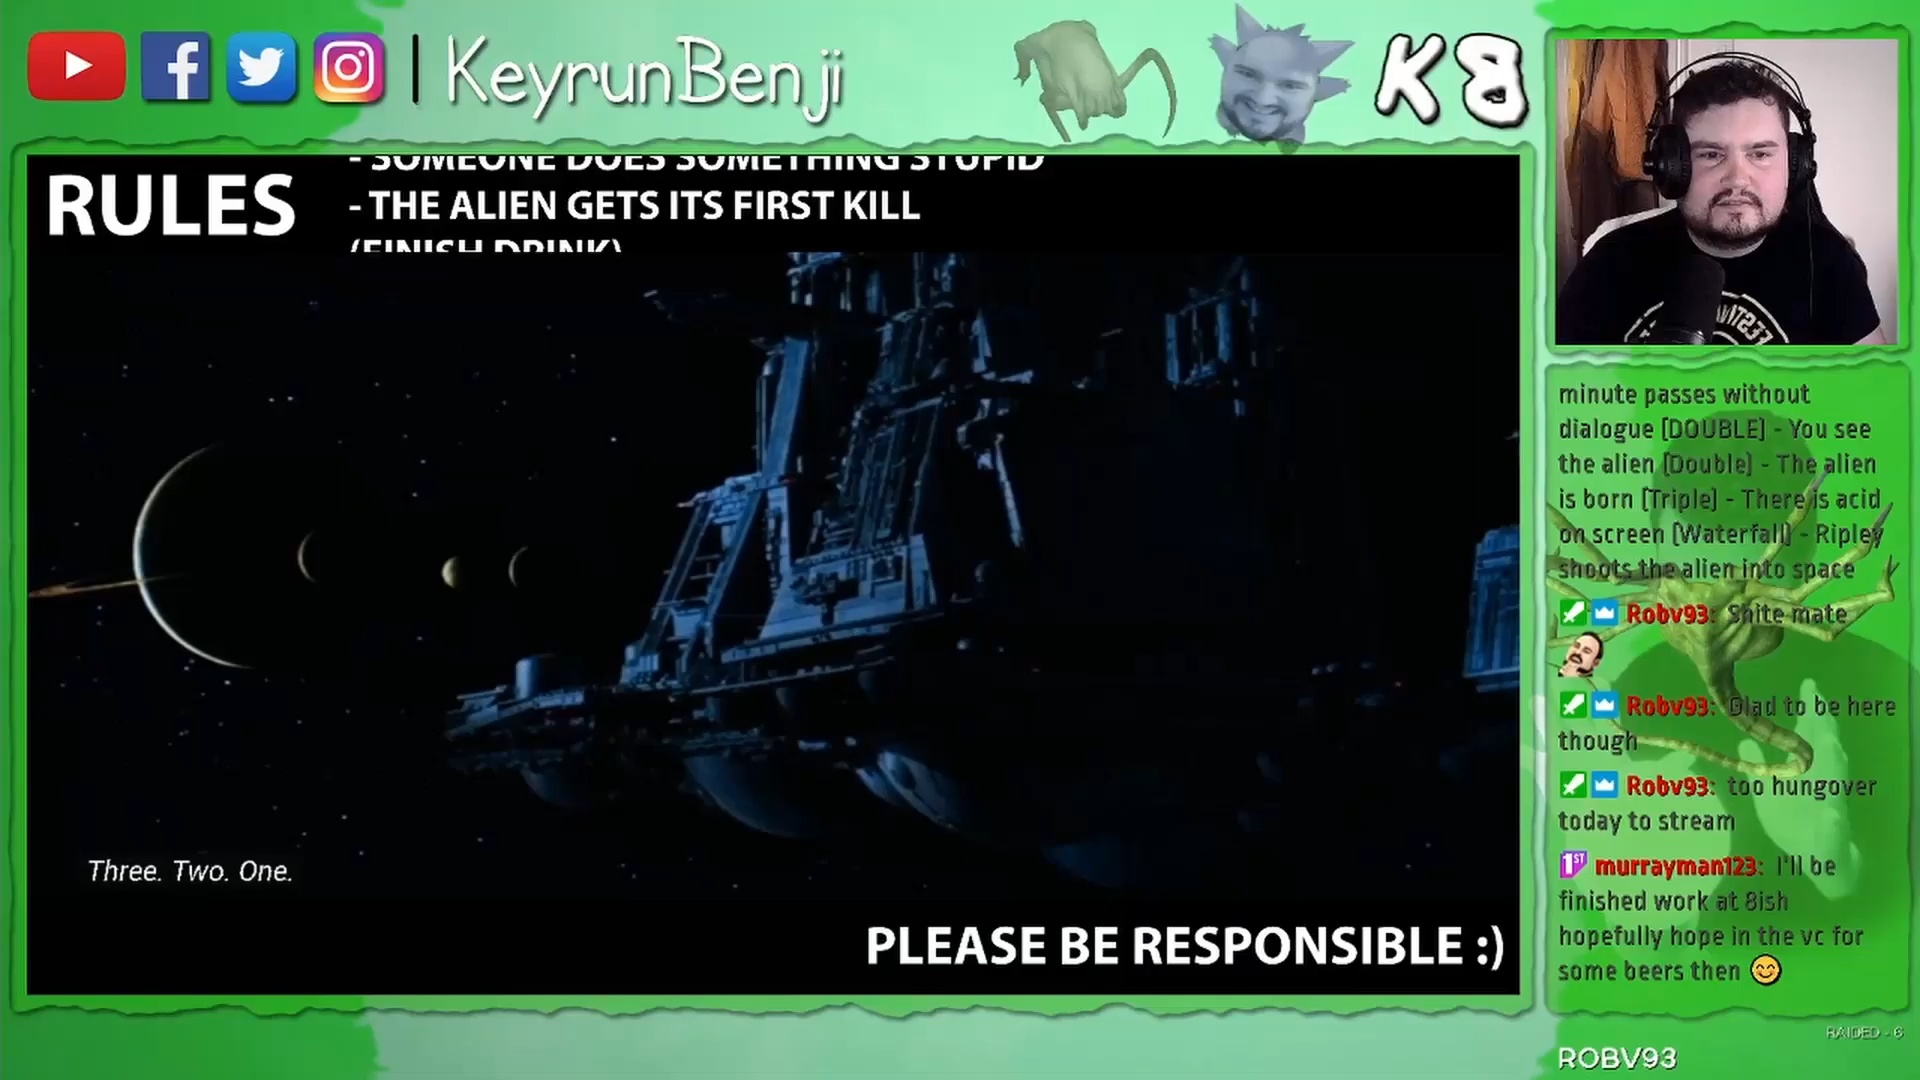 KeyrunBenji
K8
- SOMEONE DOES SOMETHING STUPID
RULES
- THE ALIEN GETS ITS FIRST KILL
(FINISH DRINK)
Three. Two. One.
PLEASE BE RESPONSIBLE :)
minute passes without
dialogue [DOUBLE] - You see
the alien [Double] - The alien
is born [Triple] - There is acid
on screen [Waterfall] - Ripley
shoots the alien into space
Robv93: Shite mate
Robv93: Glad to be here
though
Robv93: too hungover
today to stream
1ST murrayman123: I'll be
finished work at 8ish
hopefully hope in the vc for
some beers then 😊
RAIDED - 6
ROBV93